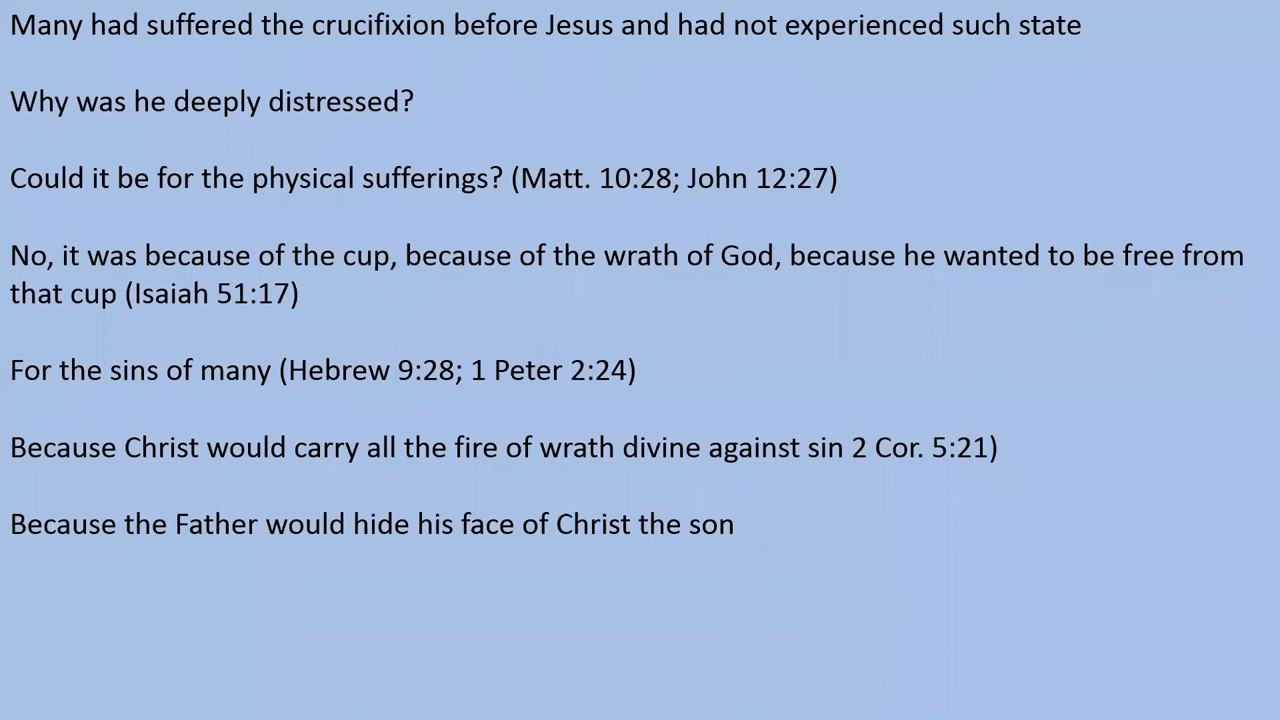 Many had suffered the crucifixion before Jesus and had not experienced such state
Why was he deeply distressed?
Could it be for the physical sufferings? (Matt. 10:28; John 12:27)
No, it was because of the cup, because of the wrath of God, because he wanted to be free from
that cup (Isaiah 51:17)
For the sins of many (Hebrew 9:28; 1 Peter 2:24)
Because Christ would carry all the fire of wrath divine against sin 2 Cor. 5:21)
Because the Father would hide his face of Christ the son